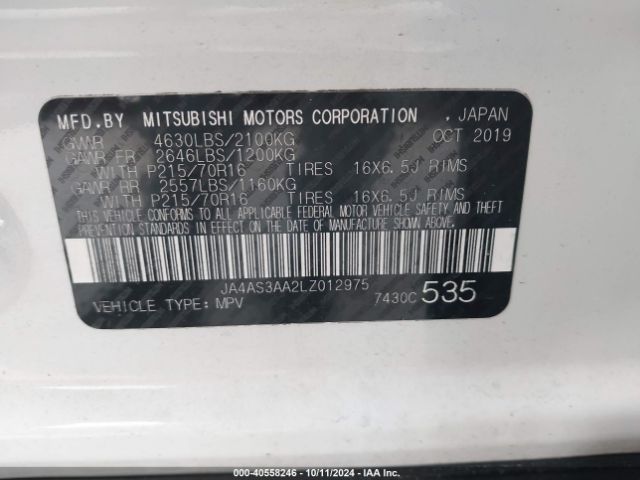 MFD.BY MITSUBISHI MOTORS CORPORATION . JAPAN
GVWR 4630LBS/2100KG OCT 2019
GAWR FR 2646LBS/1200KG
WITH P215/70R16 TIRES 16X6.5J RIMS
GAWR RR 2557LBS/1160KG
WITH P215/70R16 TIRES 16X6.5J RIMS
THIS VEHICLE CONFORMS TO ALL APPLICABLE FEDERAL MOTOR VEHICLE SAFETY AND THEFT
PREVENTION STANDARDS IN EFFECT ON THE DATE OF MANUFACTURE SHOWN ABOVE.
JA4AS3AA2LZ012975
VEHICLE TYPE: MPV 7430C 535
000-40558246 - 10/11/2024 - IAAI.com